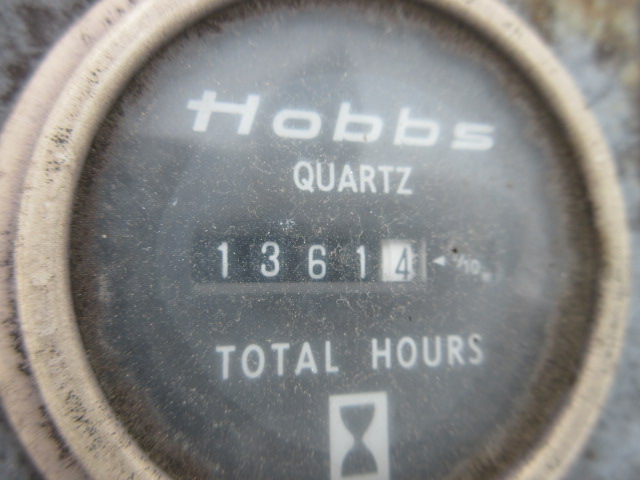 Hobbs
QUARTZ
13614 1/10
TOTAL HOURS